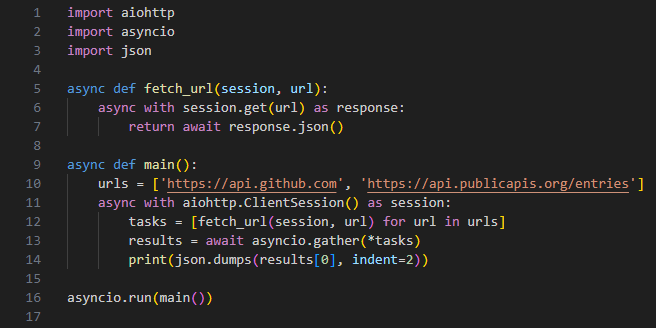 1 import aiohttp
2 import asyncio
3 import json
4
5 async def fetch_url(session, url):
6     async with session.get(url) as response:
7         return await response.json()
8
9 async def main():
10     urls = ['https://api.github.com', 'https://api.publicapis.org/entries']
11     async with aiohttp.ClientSession() as session:
12         tasks = [fetch_url(session, url) for url in urls]
13         results = await asyncio.gather(*tasks)
14         print(json.dumps(results[0], indent=2))
15
16 asyncio.run(main())
17